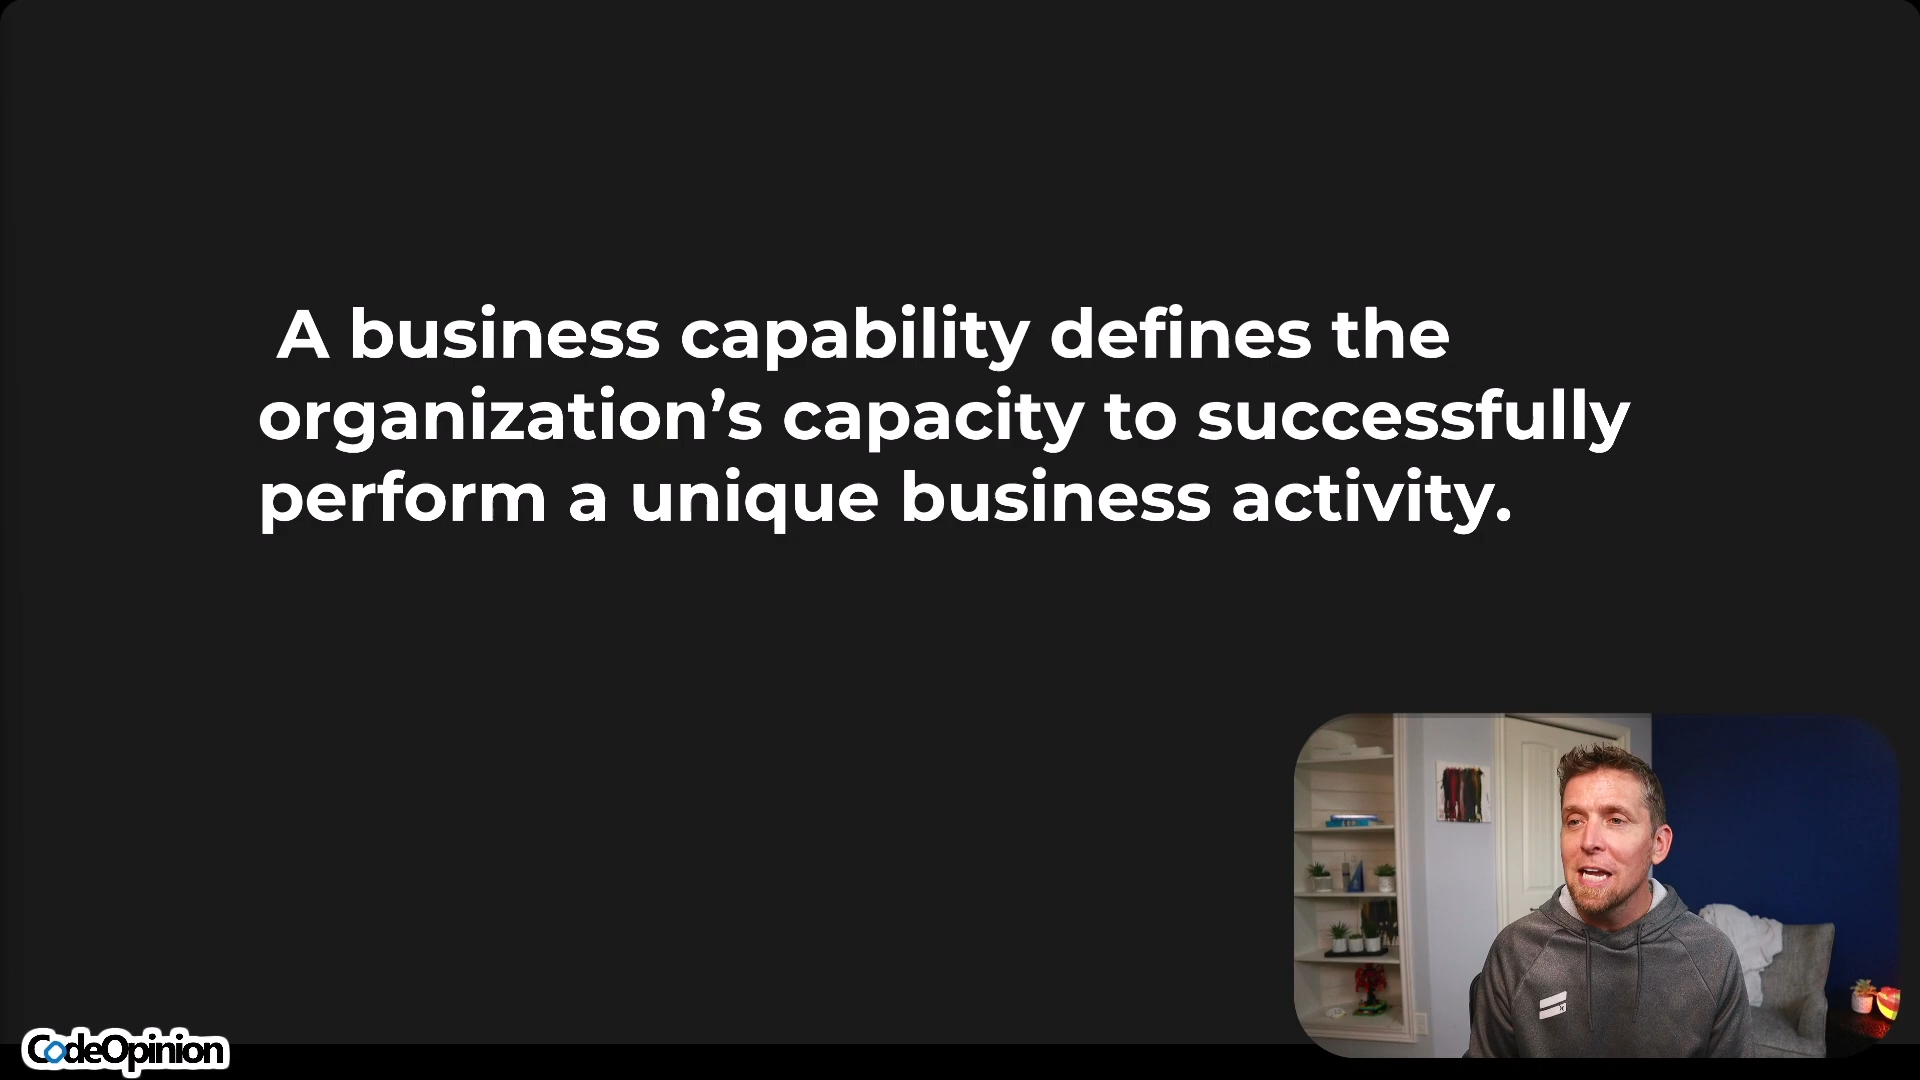 A business capability defines the
organization’s capacity to successfully
perform a unique business activity.
CodeOpinion